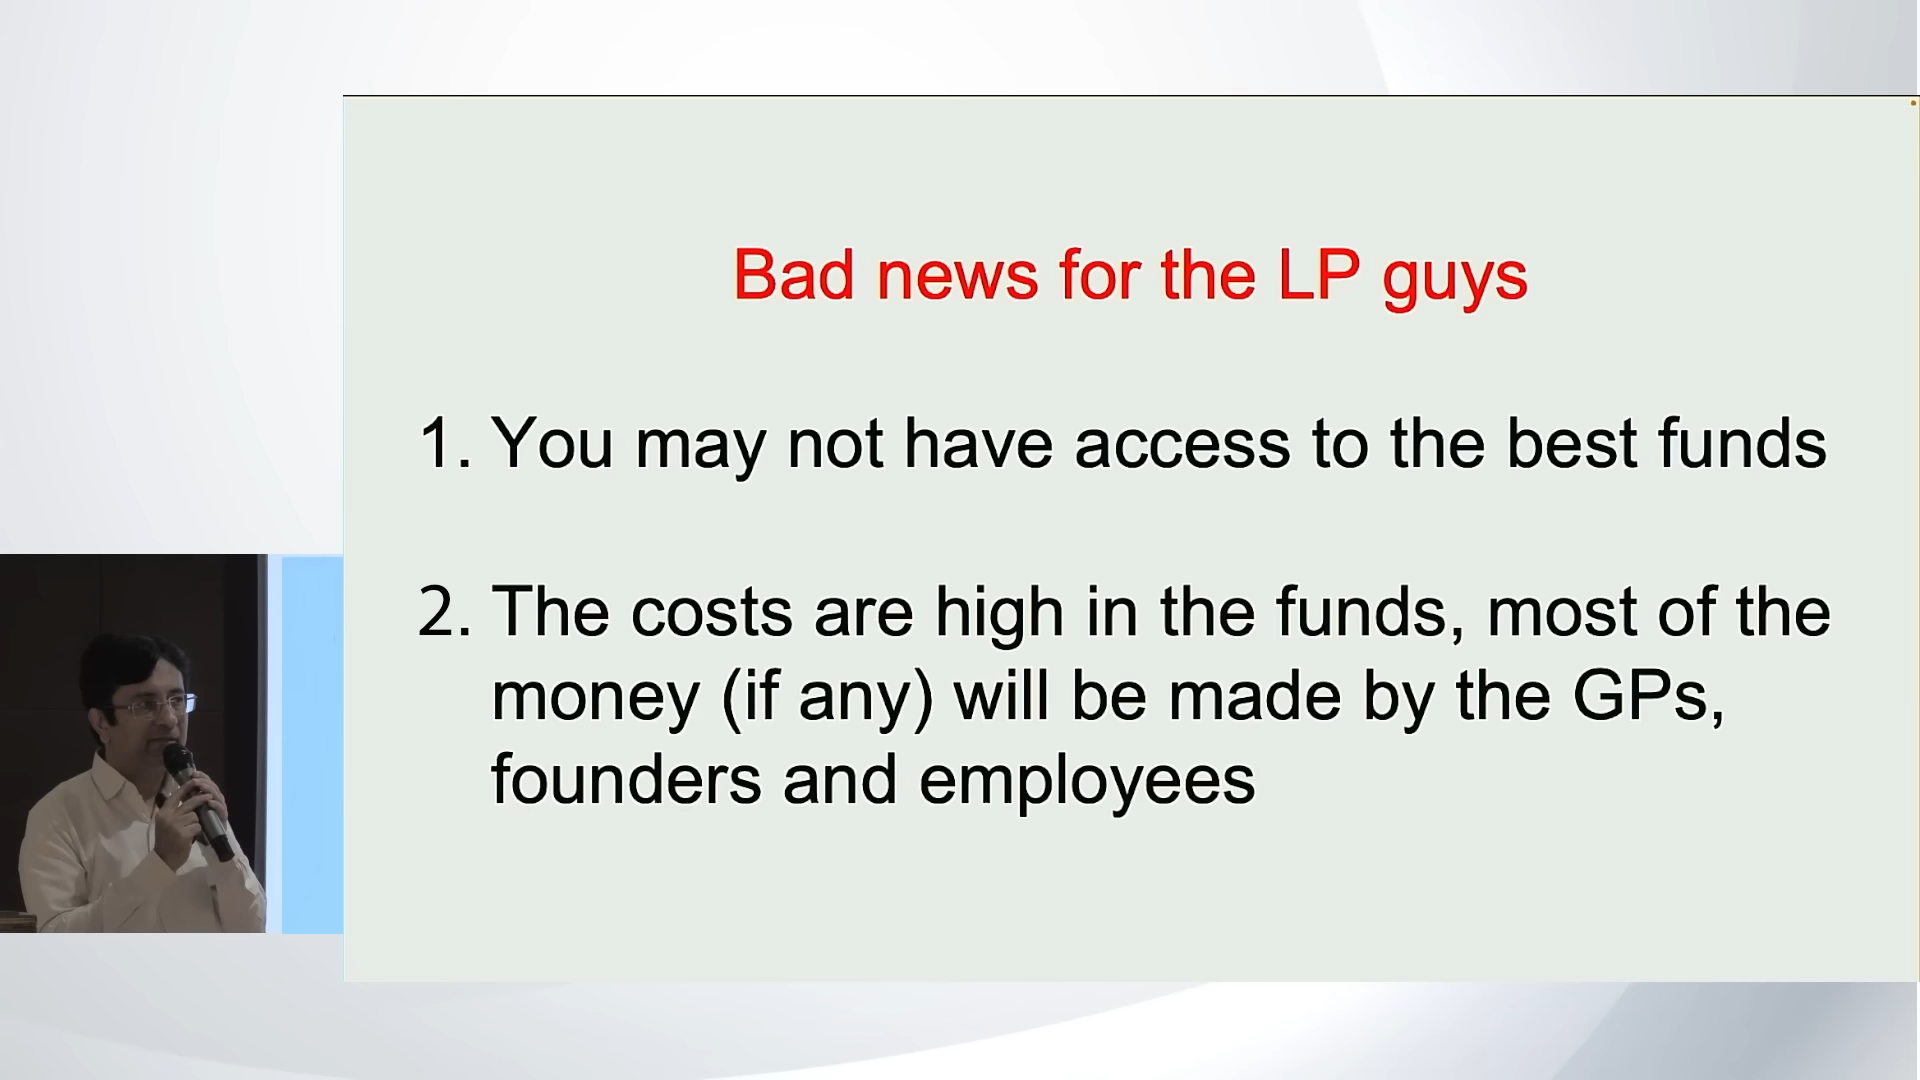 Bad news for the LP guys
1. You may not have access to the best funds
2. The costs are high in the funds, most of the
money (if any) will be made by the GPs,
founders and employees